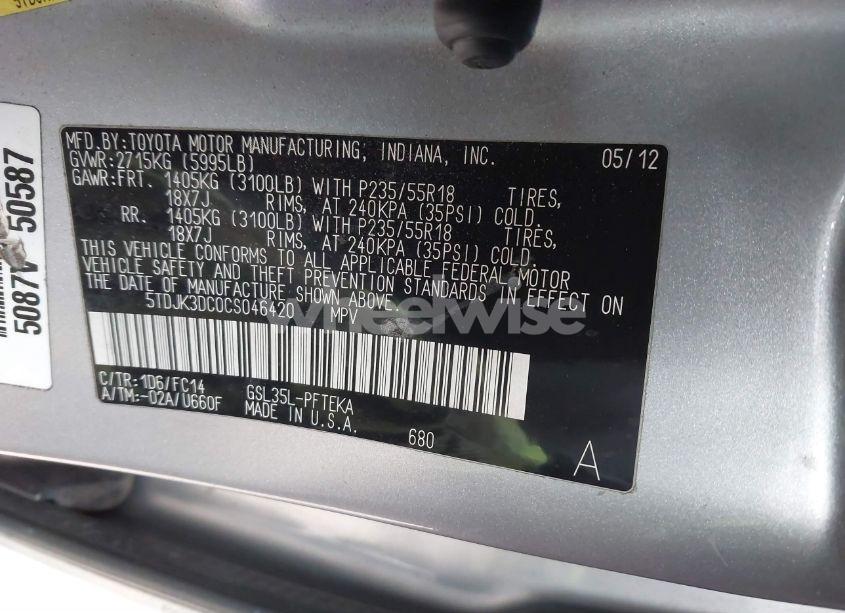 MFD.BY:TOYOTA MOTOR MANUFACTURING, INDIANA, INC. 05/12
GVWR:2715KG (5995LB)
GAWR:FRT. 1405KG (3100LB) WITH P235/55R18 TIRES,
18X7J RIMS, AT 240KPA (35PSI) COLD.
RR. 1405KG (3100LB) WITH P235/55R18 TIRES,
18X7J RIMS, AT 240KPA (35PSI) COLD.
THIS VEHICLE CONFORMS TO ALL APPLICABLE FEDERAL MOTOR
VEHICLE SAFETY AND THEFT PREVENTION STANDARDS IN EFFECT ON
THE DATE OF MANUFACTURE SHOWN ABOVE.
5TDJK3DC0CS046420 MPV
C/TR:1D6/FC14 GSL35L-PFTEKA
A/TM:-02A/U660F MADE IN U.S.A.
680
A
5087V 50587
wheelwise